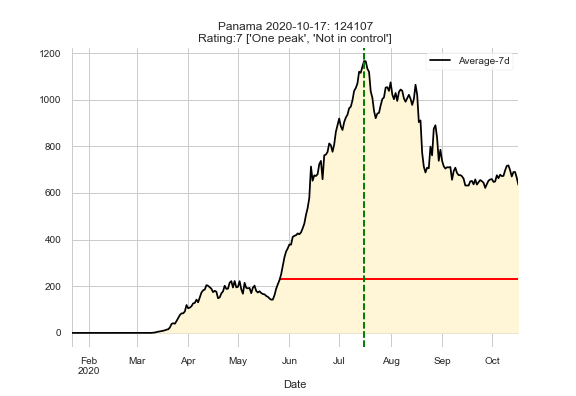 Panama 2020-10-17: 124107
Rating:7 ['One peak', 'Not in control']
Average-7d
1200
1000
800
600
400
200
0
Feb Mar Apr May Jun Jul Aug Sep Oct
2020
Date